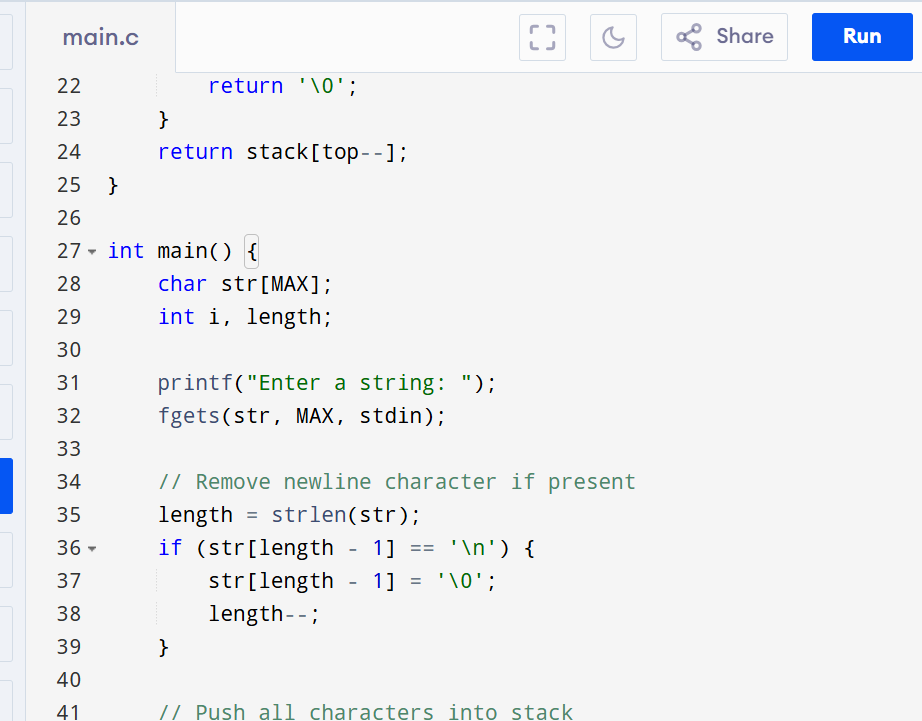 main.c
Share
Run
22 return '\0';
23 }
24 return stack[top--];
25 }
26
27 int main() {
28 char str[MAX];
29 int i, length;
30
31 printf("Enter a string: ");
32 fgets(str, MAX, stdin);
33
34 // Remove newline character if present
35 length = strlen(str);
36 if (str[length - 1] == '\n') {
37 str[length - 1] = '\0';
38 length--;
39 }
40
41 // Push all characters into stack